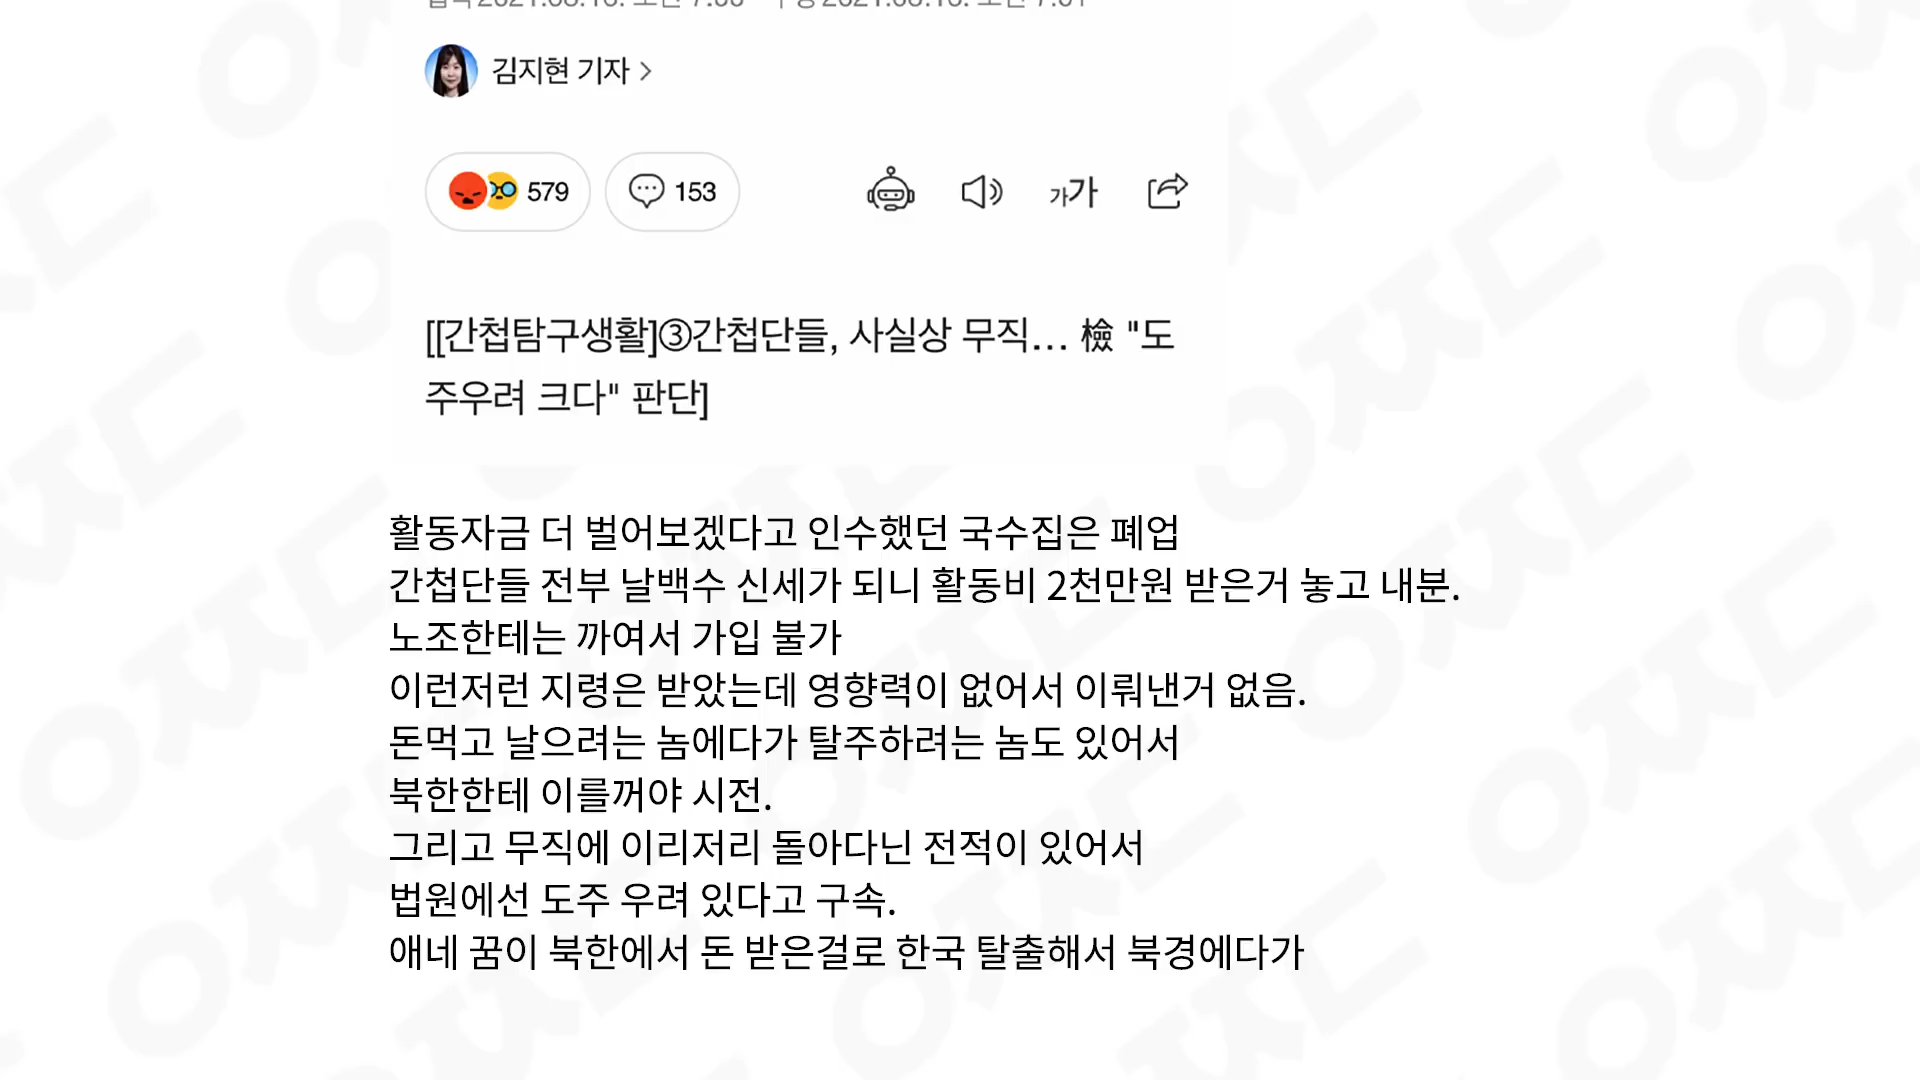 김지현 기자
579
153
가가
[[간첩탐구생활]③간첩단들, 사실상 무직... 檢 "도
주우려 크다" 판단]
활동자금 더 벌어보겠다고 인수했던 국수집은 폐업
간첩단들 전부 날백수 신세가 되니 활동비 2천만원 받은거 놓고 내분.
노조한테는 까여서 가입 불가
이런저런 지령은 받았는데 영향력이 없어서 이뤄낸거 없음.
돈먹고 날으려는 놈에다가 탈주하려는 놈도 있어서
북한한테 이를꺼야 시전.
그리고 무직에 이리저리 돌아다닌 전적이 있어서
법원에선 도주 우려 있다고 구속.
얘네 꿈이 북한에서 돈 받은걸로 한국 탈출해서 북경에다가